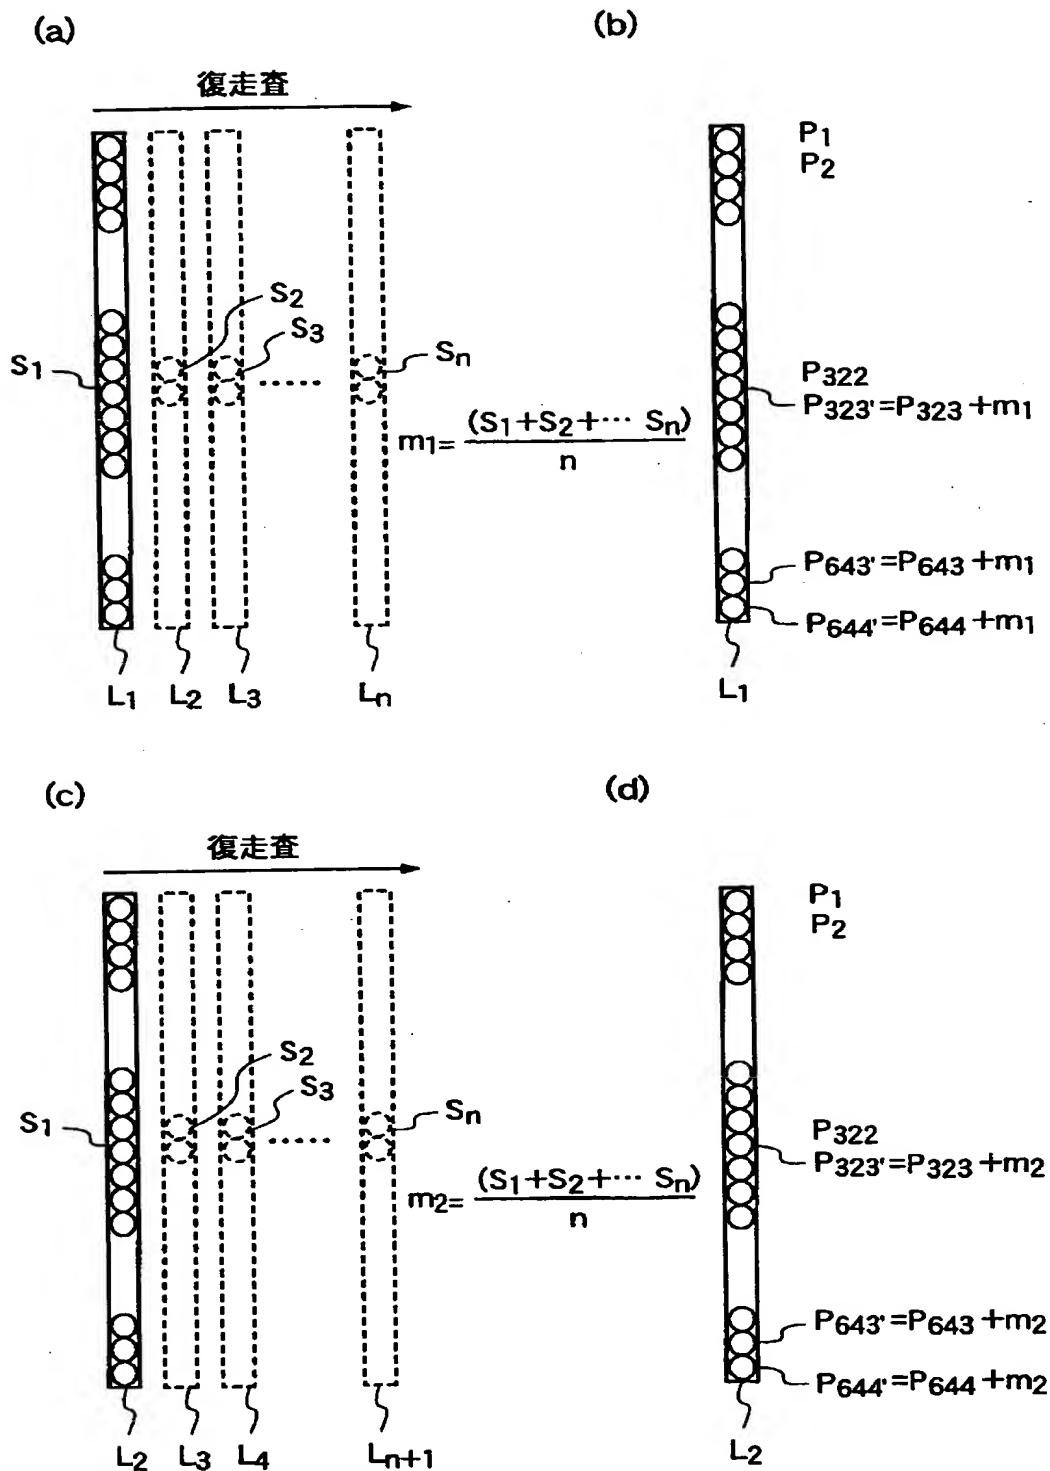 (a)
復走査
S1
S2
S3
Sn
m1= (S1+S2+… Sn) / n
L1 L2 L3 Ln
(b)
P1
P2
P322
P323'=P323+m1
P643'=P643+m1
P644'=P644+m1
L1
(c)
復走査
S1
S2
S3
Sn
m2= (S1+S2+… Sn) / n
L2 L3 L4 Ln+1
(d)
P1
P2
P322
P323'=P323+m2
P643'=P643+m2
P644'=P644+m2
L2